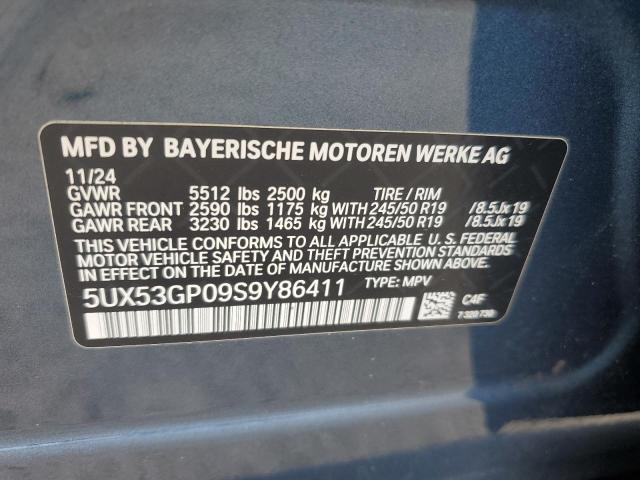 MFD BY BAYERISCHE MOTOREN WERKE AG
11/24
GVWR 5512 lbs 2500 kg TIRE / RIM
GAWR FRONT 2590 lbs 1175 kg WITH 245/50 R19 /8.5Jx19
GAWR REAR 3230 lbs 1465 kg WITH 245/50 R19 /8.5Jx19
THIS VEHICLE CONFORMS TO ALL APPLICABLE U. S. FEDERAL
MOTOR VEHICLE SAFETY STANDARDS IN EFFECT
ON THE DATE OF MANUFACTURE SHOWN ABOVE.
5UX53GP09S9Y86411 TYPE: MPV
C4F
7 320 730